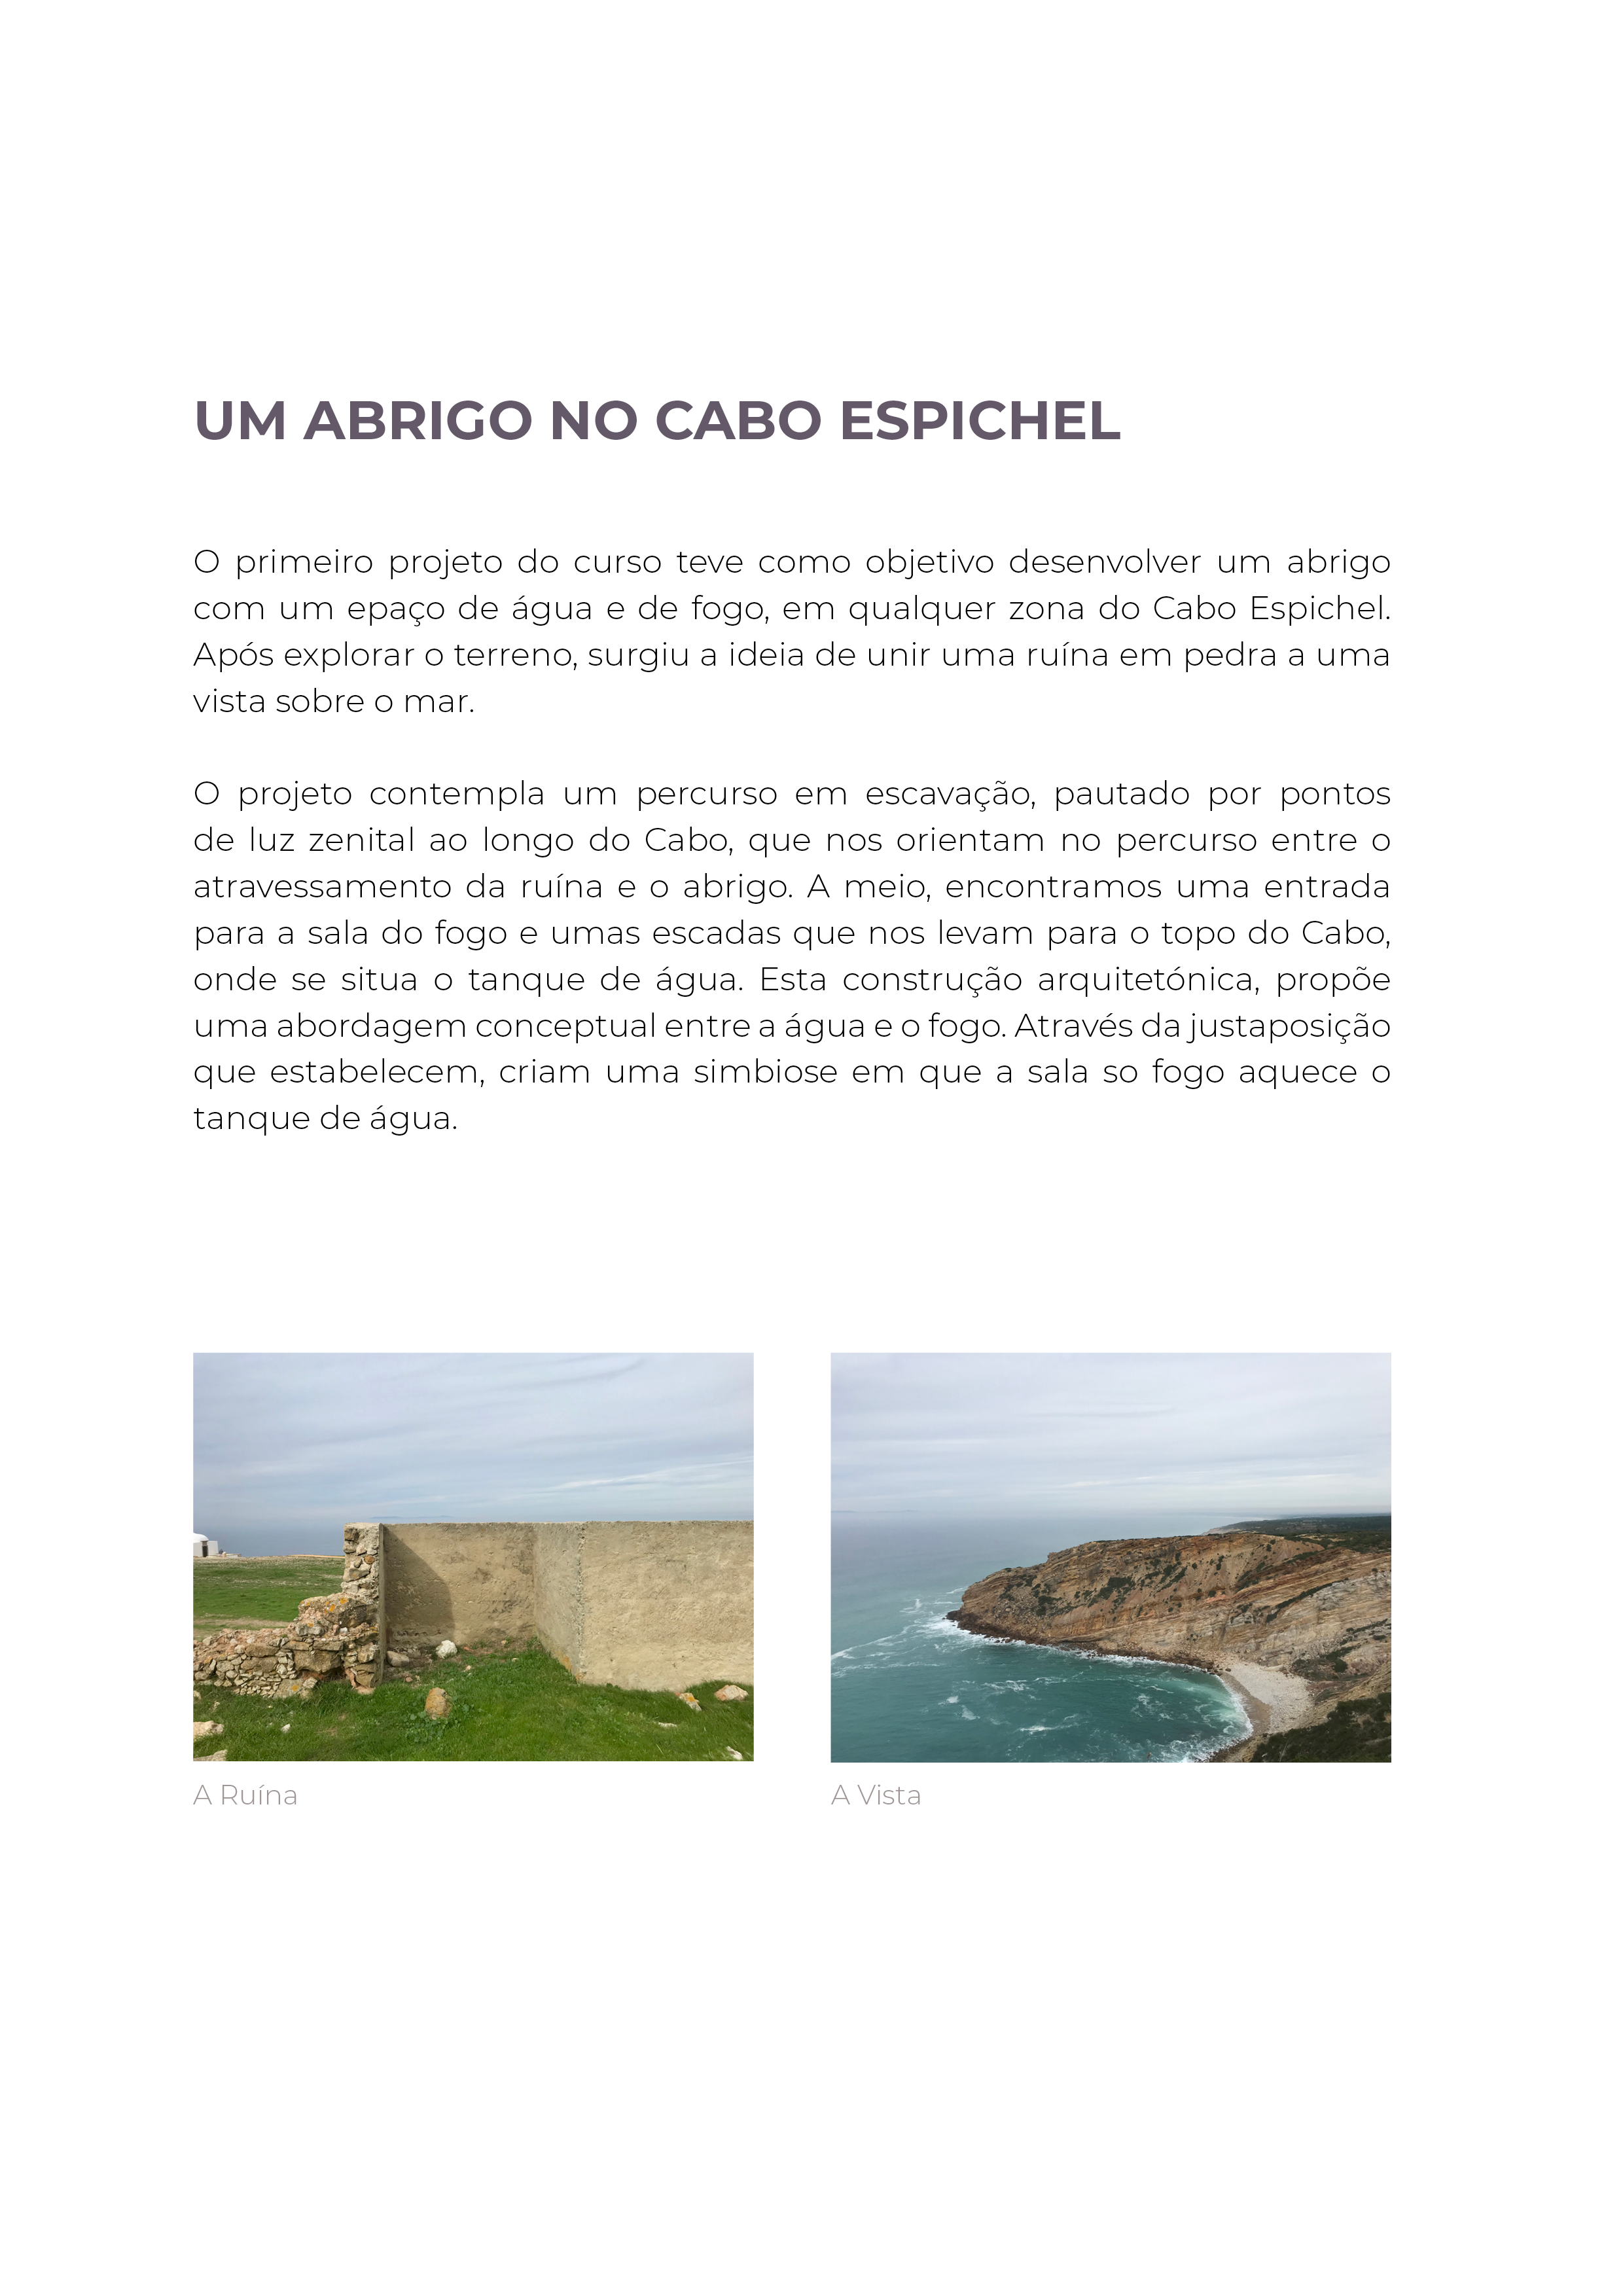 UM ABRIGO NO CABO ESPICHEL
O primeiro projeto do curso teve como objetivo desenvolver um abrigo
com um epaço de água e de fogo, em qualquer zona do Cabo Espichel.
Após explorar o terreno, surgiu a ideia de unir uma ruína em pedra a uma
vista sobre o mar.
O projeto contempla um percurso em escavação, pautado por pontos
de luz zenital ao longo do Cabo, que nos orientam no percurso entre o
atravessamento da ruína e o abrigo. A meio, encontramos uma entrada
para a sala do fogo e umas escadas que nos levam para o topo do Cabo,
onde se situa o tanque de água. Esta construção arquitetónica, propõe
uma abordagem conceptual entre a água e o fogo. Através da justaposição
que estabelecem, criam uma simbiose em que a sala so fogo aquece o
tanque de água.
A Ruína
A Vista